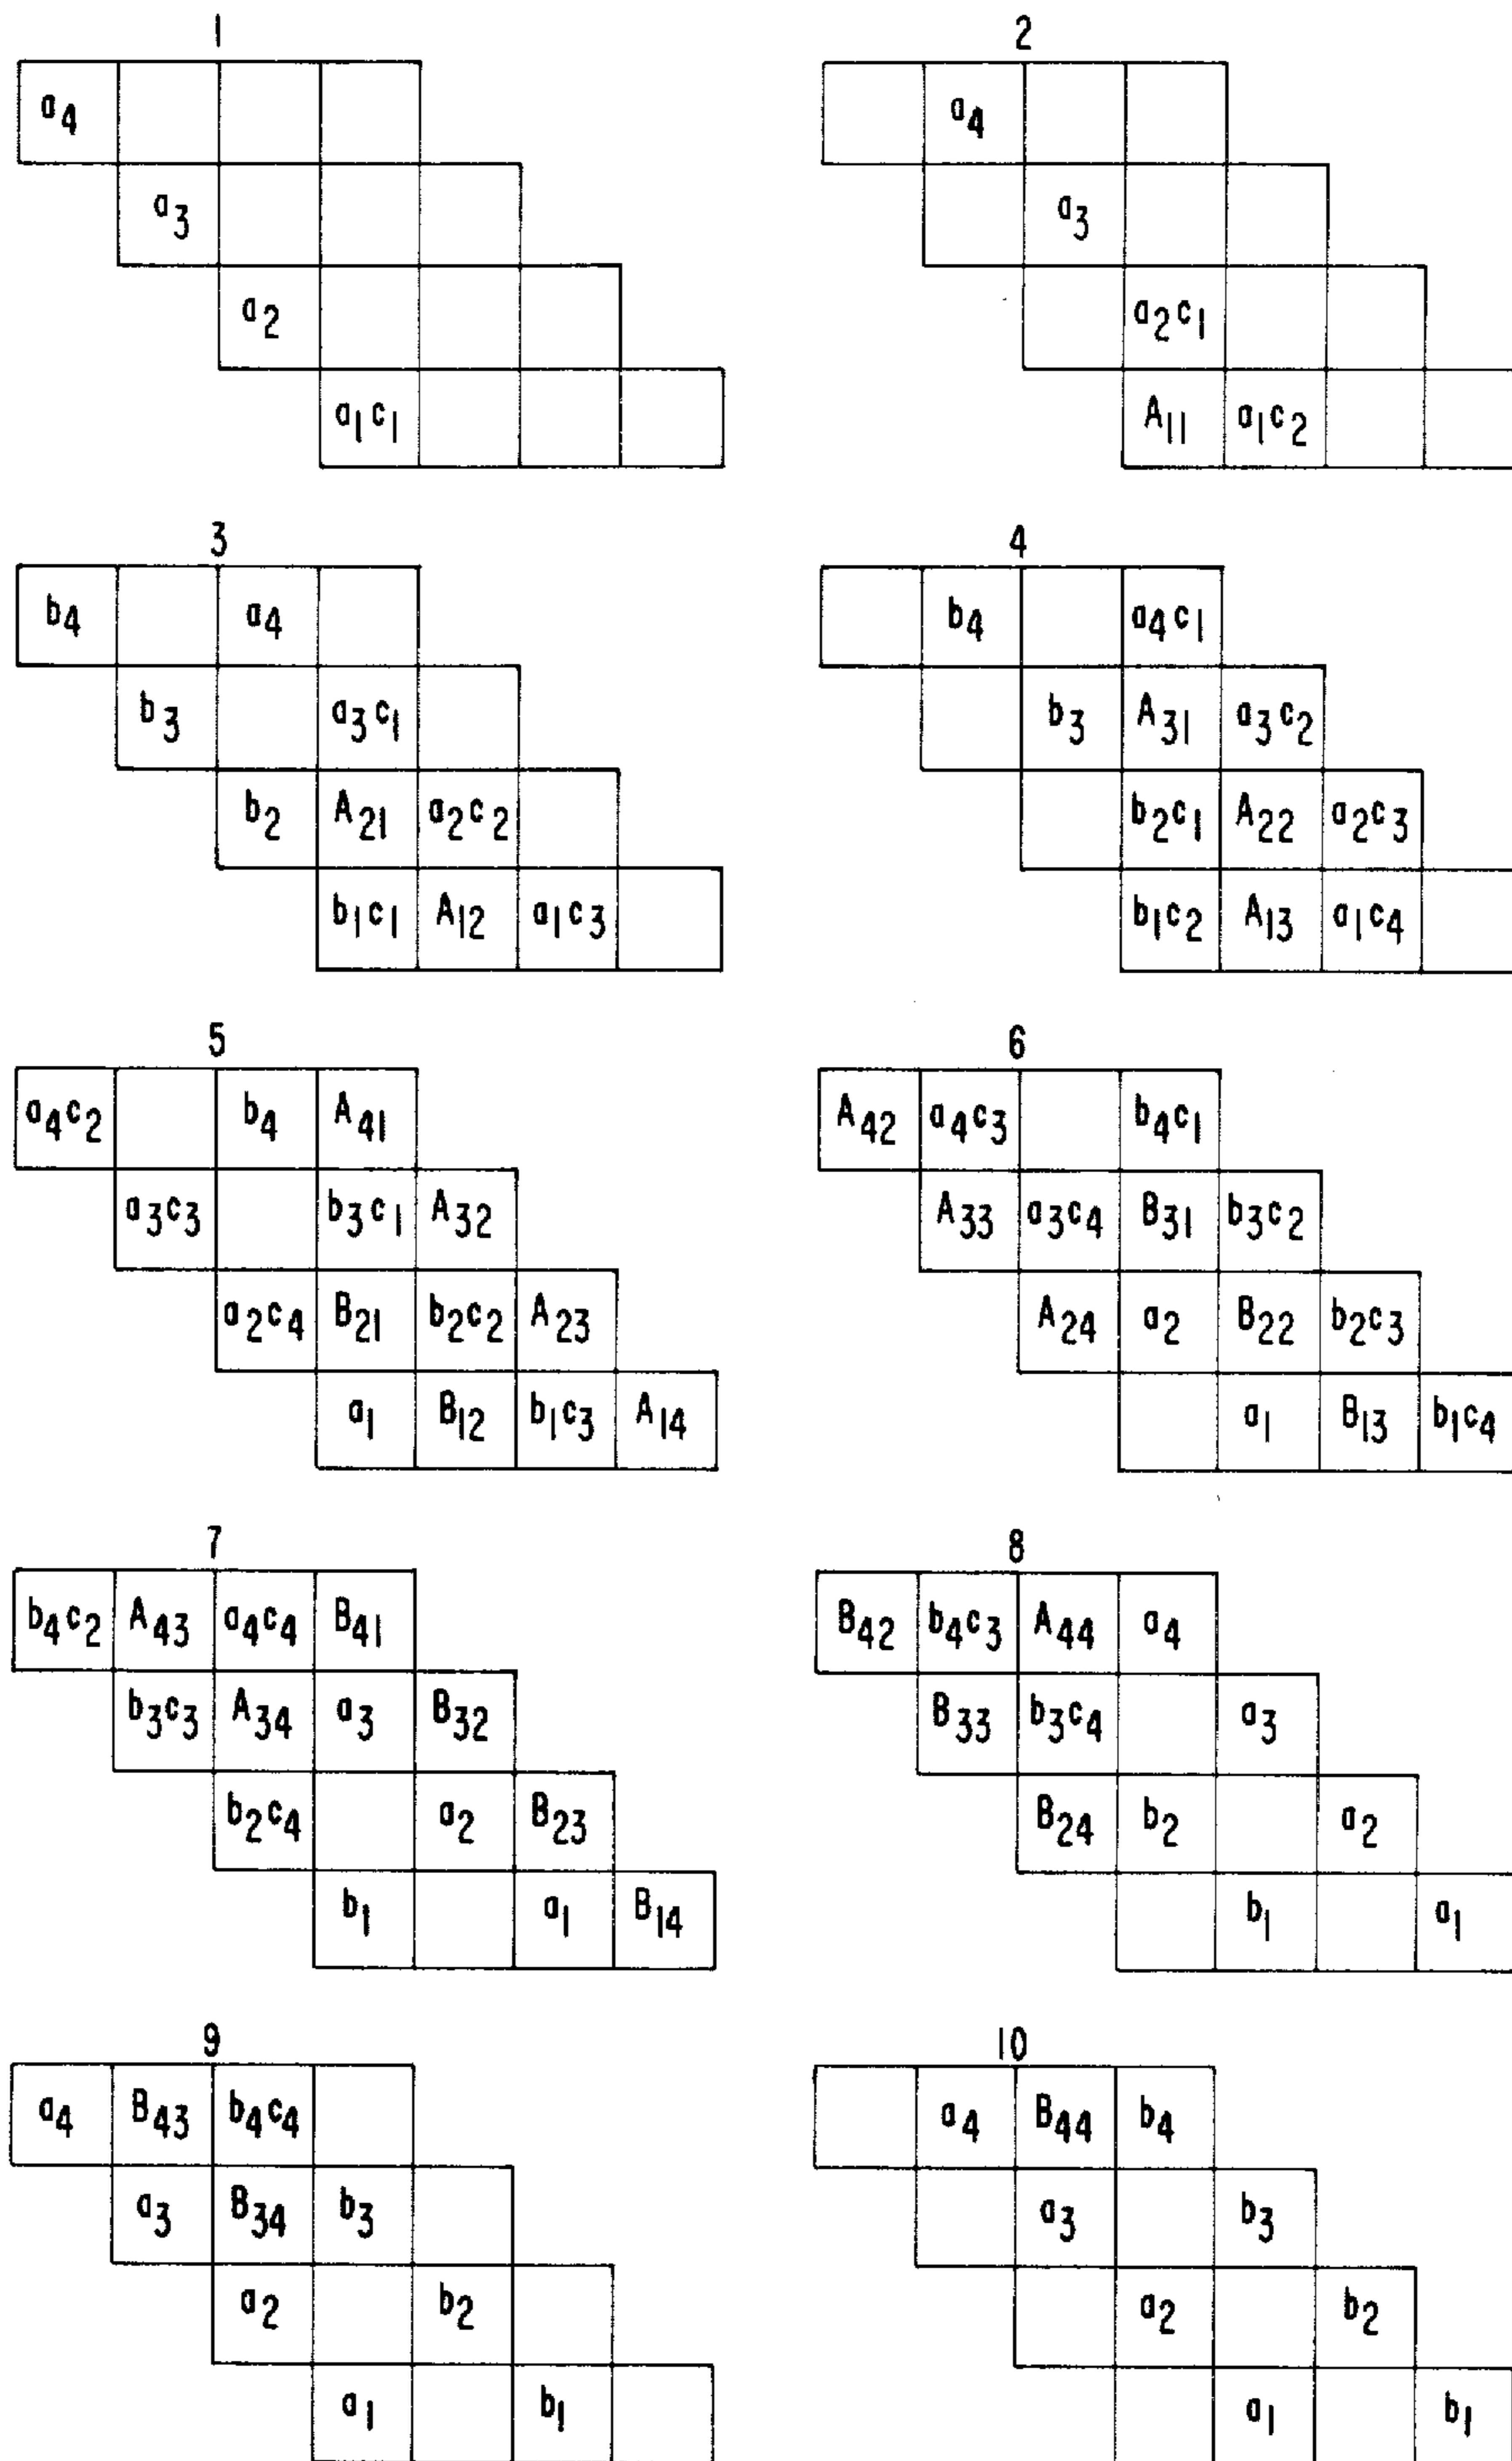 1 2
a4 a4
a3 a3
a2 a2c1
a1c1 A11 a1c2
3 4
b4 a4 b4 a4c1
b3 a3c1 b3 A31 a3c2
b2 A21 a2c2 b2c1 A22 a2c3
b1c1 A12 a1c3 b1c2 A13 a1c4
5 6
a4c2 b4 A41 A42 a4c3 b4c1
a3c3 b3c1 A32 A33 a3c4 B31 b3c2
a2c4 B21 b2c2 A23 A24 a2 B22 b2c3
a1 B12 b1c3 A14 a1 B13 b1c4
7 8
b4c2 A43 a4c4 B41 B42 b4c3 A44 a4
b3c3 A34 a3 B32 B33 b3c4 a3
b2c4 a2 B23 B24 b2 a2
b1 a1 B14 b1 a1
9 10
a4 B43 b4c4 a4 B44 b4
a3 B34 b3 a3 b3
a2 b2 a2 b2
a1 b1 a1 b1